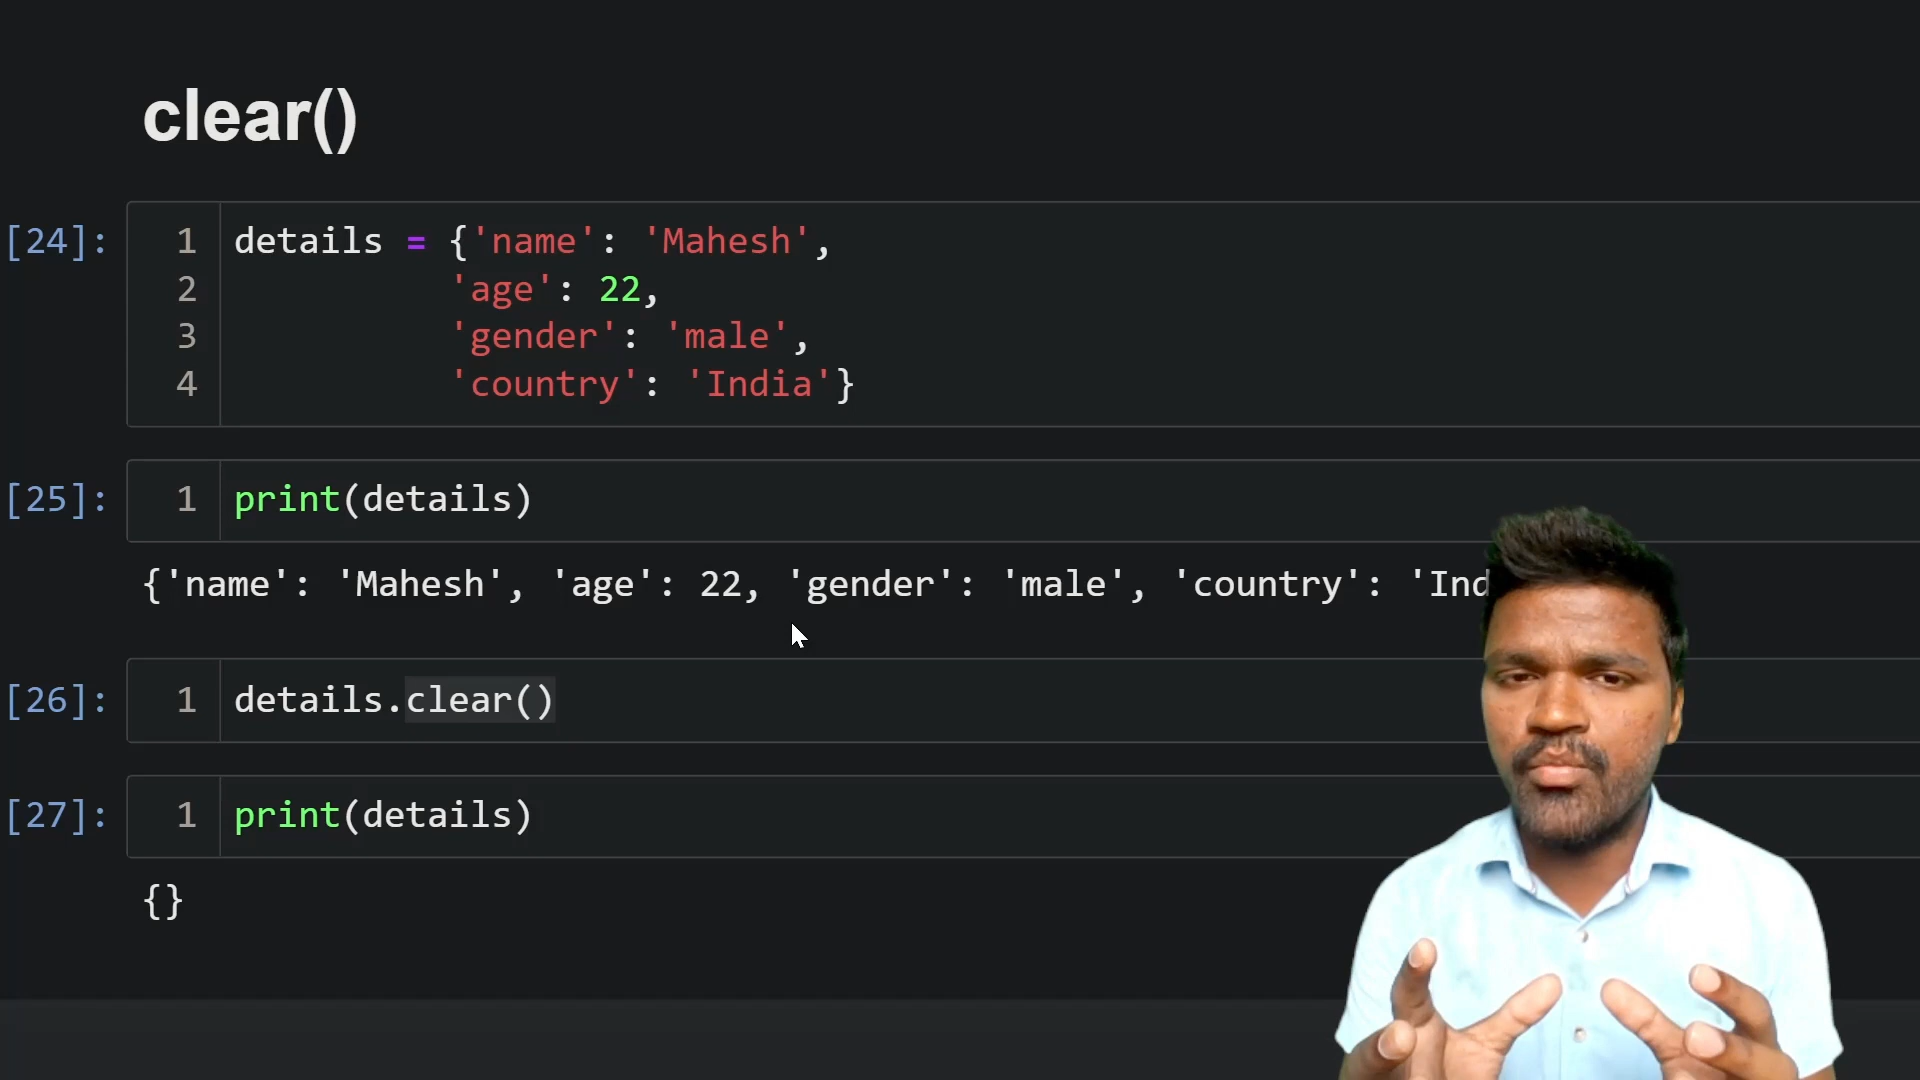 clear()
[24]: 1 details = {'name': 'Mahesh',
2 'age': 22,
3 'gender': 'male',
4 'country': 'India'}
[25]: 1 print(details)
{'name': 'Mahesh', 'age': 22, 'gender': 'male', 'country': 'Ind
[26]: 1 details.clear()
[27]: 1 print(details)
{}